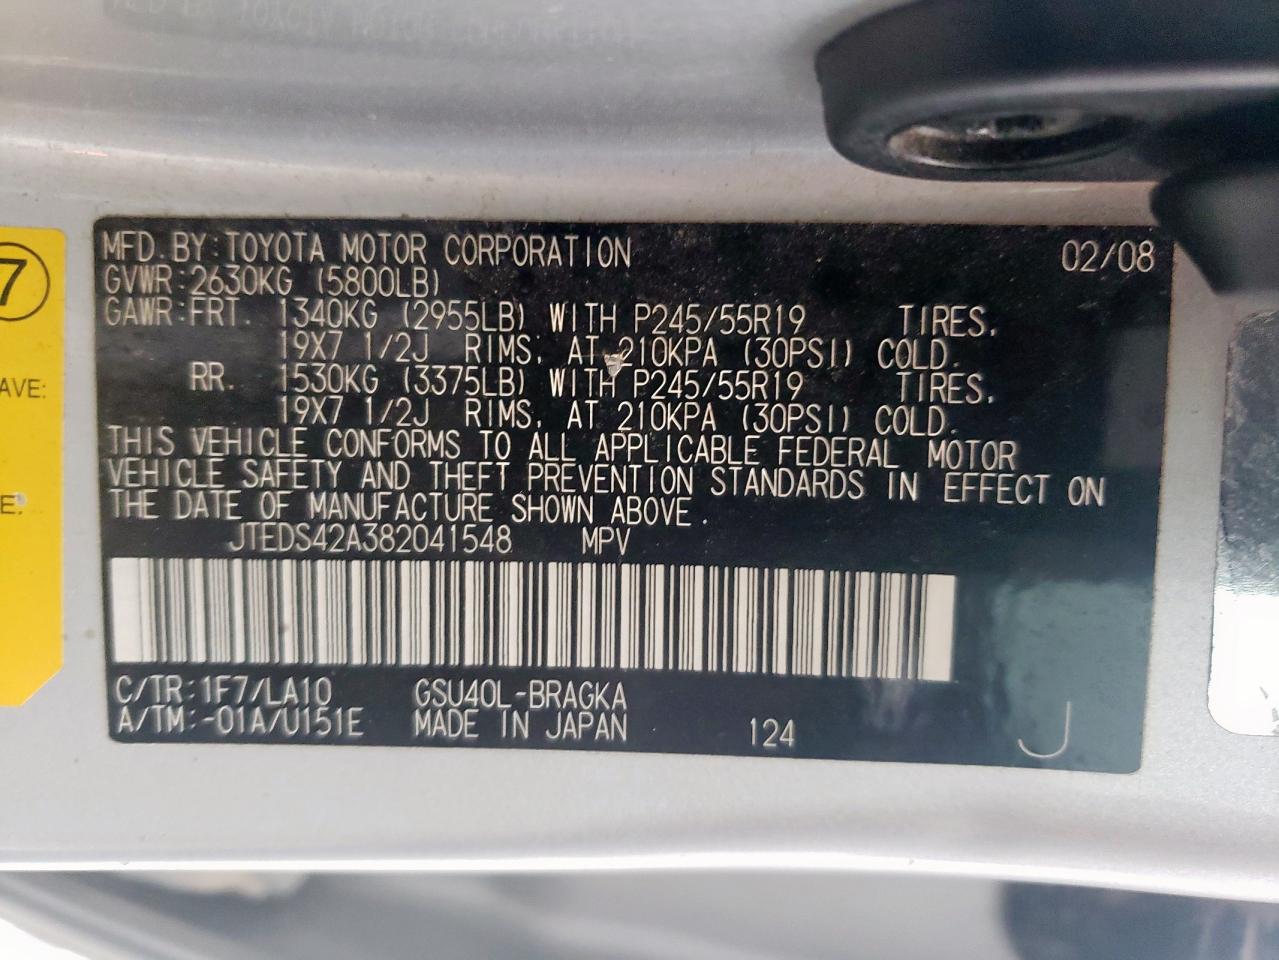 MFD.BY:TOYOTA MOTOR CORPORATION 02/08
GVWR:2630KG (5800LB)
GAWR:FRT. 1340KG (2955LB) WITH P245/55R19 TIRES,
19X7 1/2J RIMS, AT 210KPA (30PSI) COLD.
RR. 1530KG (3375LB) WITH P245/55R19 TIRES,
19X7 1/2J RIMS, AT 210KPA (30PSI) COLD.
THIS VEHICLE CONFORMS TO ALL APPLICABLE FEDERAL MOTOR
VEHICLE SAFETY AND THEFT PREVENTION STANDARDS IN EFFECT ON
THE DATE OF MANUFACTURE SHOWN ABOVE.
JTEDS42A382041548 MPV
C/TR:1F7/LA10 GSU40L-BRAGKA
A/TM:-01A/U151E MADE IN JAPAN 124 J
7
AVE:
E: